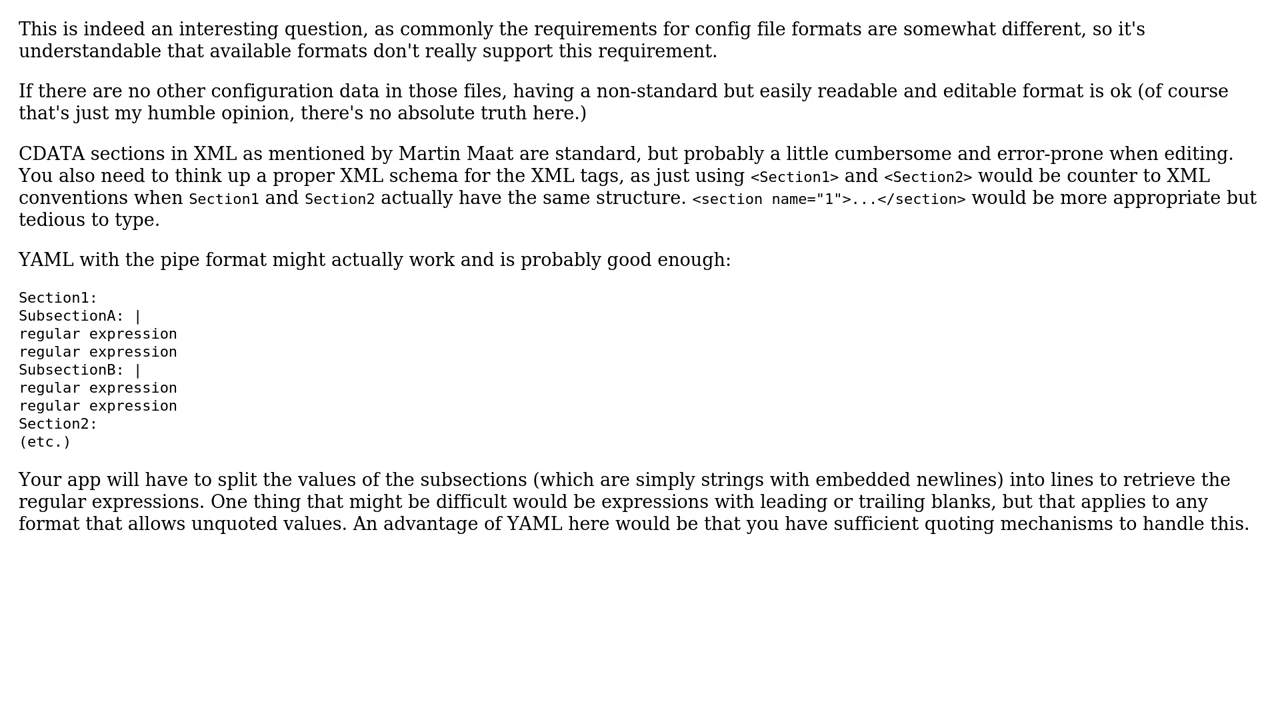 This is indeed an interesting question, as commonly the requirements for config file formats are somewhat different, so it's
understandable that available formats don't really support this requirement.
If there are no other configuration data in those files, having a non-standard but easily readable and editable format is ok (of course
that's just my humble opinion, there's no absolute truth here.)
CDATA sections in XML as mentioned by Martin Maat are standard, but probably a little cumbersome and error-prone when editing.
You also need to think up a proper XML schema for the XML tags, as just using <Section1> and <Section2> would be counter to XML
conventions when Section1 and Section2 actually have the same structure. <section name="1">...</section> would be more appropriate but
tedious to type.
YAML with the pipe format might actually work and is probably good enough:
Section1:
SubsectionA: |
regular expression
regular expression
SubsectionB: |
regular expression
regular expression
Section2:
(etc.)
Your app will have to split the values of the subsections (which are simply strings with embedded newlines) into lines to retrieve the
regular expressions. One thing that might be difficult would be expressions with leading or trailing blanks, but that applies to any
format that allows unquoted values. An advantage of YAML here would be that you have sufficient quoting mechanisms to handle this.